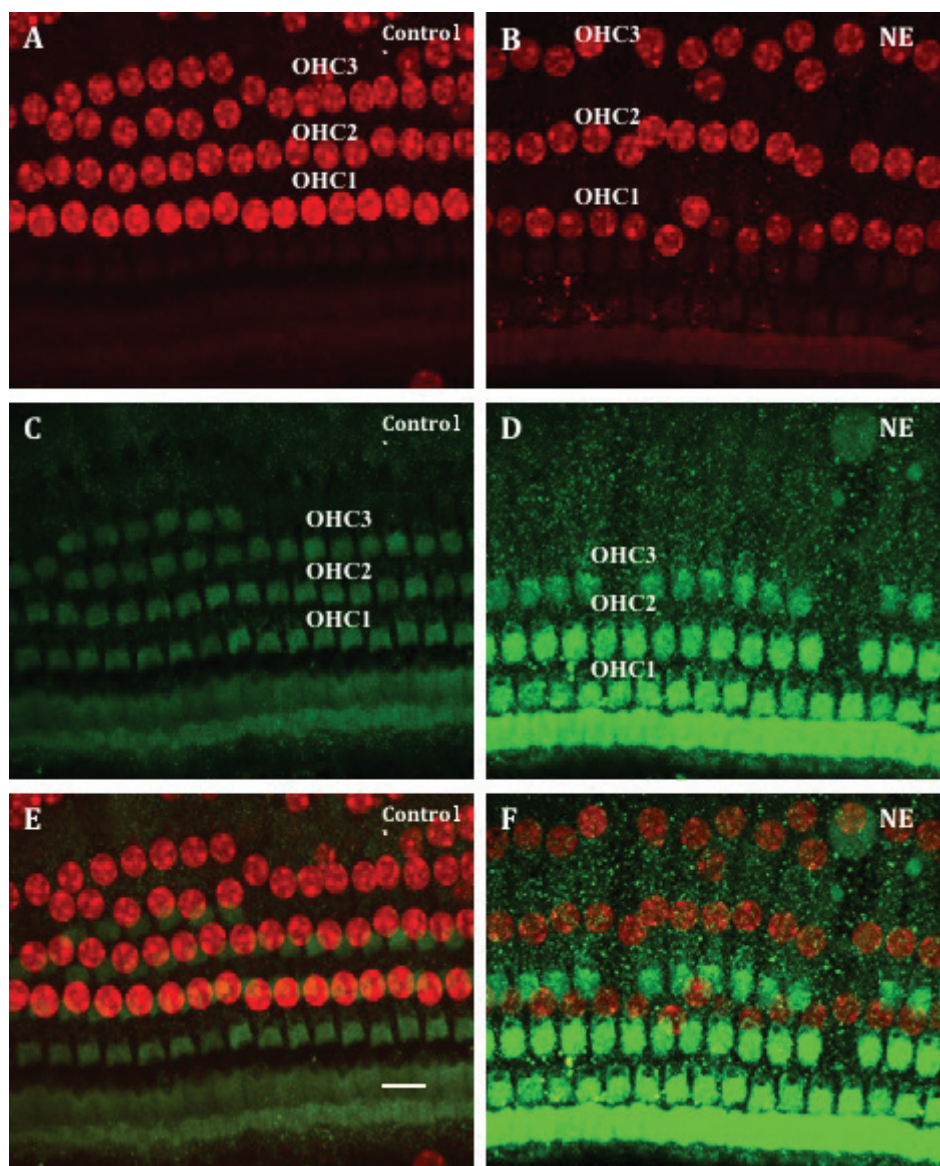 A Control
OHC3
OHC2
OHC1
B NE
OHC3
OHC2
OHC1
C Control
OHC3
OHC2
OHC1
D NE
OHC3
OHC2
OHC1
E Control
F NE